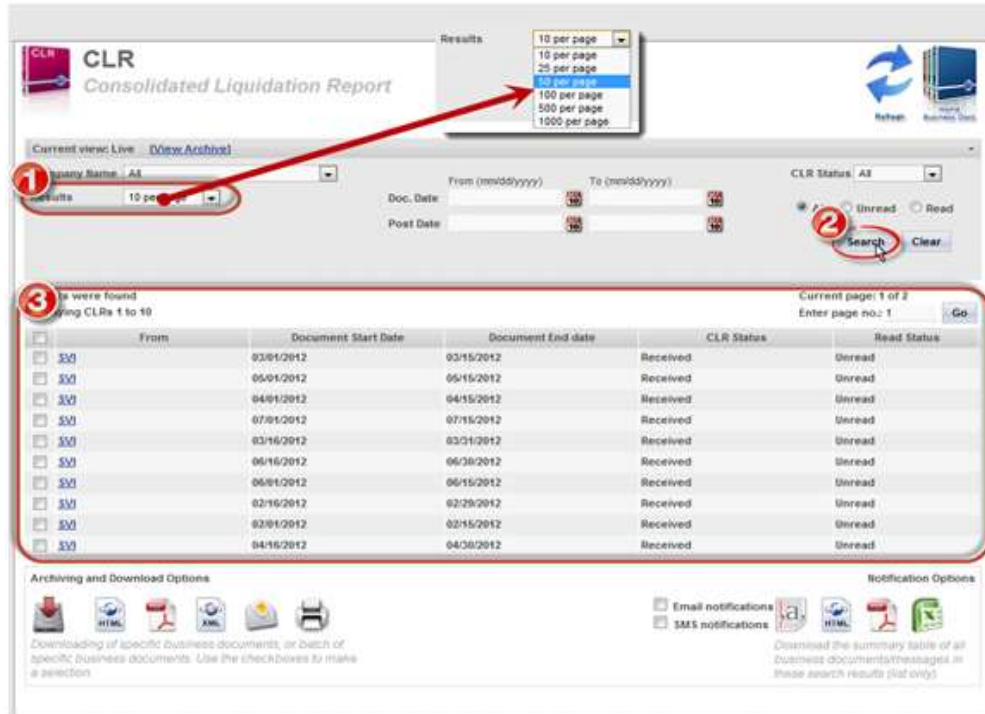 Results 10 per page
10 per page
25 per page
50 per page
100 per page
500 per page
1000 per page
CLR
CLR
Consolidated Liquidation Report
Refresh
Business Docs
Current view: Live [View Archive]
1
Name All
CLR Status All
From (mm/dd/yyyy) To (mm/dd/yyyy)
10 per page
Doc. Date
Unread Read
Post Date
2
Search Clear
3
were found
Current page: 1 of 2
CLRs 1 to 10
Enter page no.: 1 Go
From Document Start Date Document End date CLR Status Read Status
SVI 03/01/2012 03/15/2012 Received Unread
SVI 05/01/2012 05/15/2012 Received Unread
SVI 04/01/2012 04/15/2012 Received Unread
SVI 07/01/2012 07/15/2012 Received Unread
SVI 03/16/2012 03/31/2012 Received Unread
SVI 06/16/2012 06/30/2012 Received Unread
SVI 06/01/2012 06/15/2012 Received Unread
SVI 02/16/2012 02/29/2012 Received Unread
SVI 02/01/2012 02/15/2012 Received Unread
SVI 04/16/2012 04/30/2012 Received Unread
Archiving and Download Options
Notification Options
HTML XML
Email notifications
SMS notifications
a
HTML
Downloading of specific business documents, or batch of
specific business documents. Use the checkboxes to make
a selection
Download the summary table of all
business documents/messages in
these search results (list only)